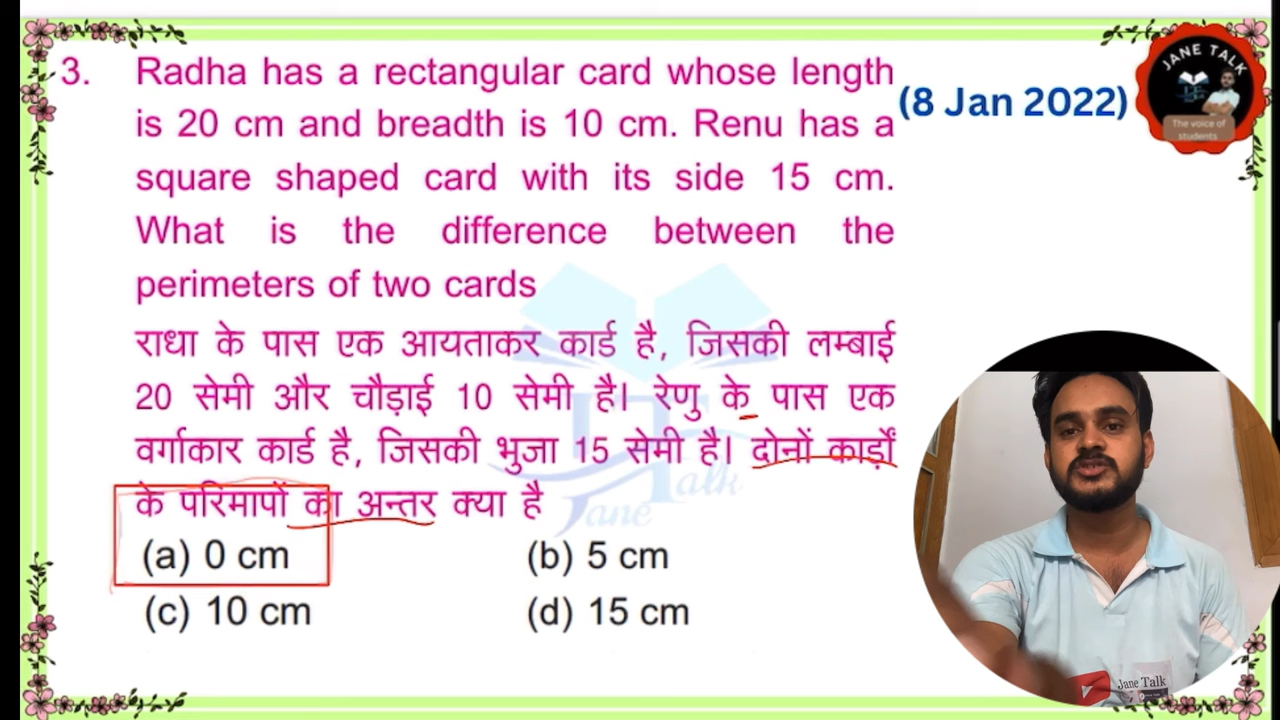 3. Radha has a rectangular card whose length
is 20 cm and breadth is 10 cm. Renu has a
square shaped card with its side 15 cm.
What is the difference between the
perimeters of two cards
(8 Jan 2022)
JANE TALK
The voice of
students
राधा के पास एक आयताकर कार्ड है, जिसकी लम्बाई
20 सेमी और चौड़ाई 10 सेमी है। रेणु के पास एक
वर्गाकार कार्ड है, जिसकी भुजा 15 सेमी है। दोनों कार्ड़ों
के परिमापों का अन्तर क्या है
(a) 0 cm
(b) 5 cm
(c) 10 cm
(d) 15 cm
Talk
Jane
Jane Talk